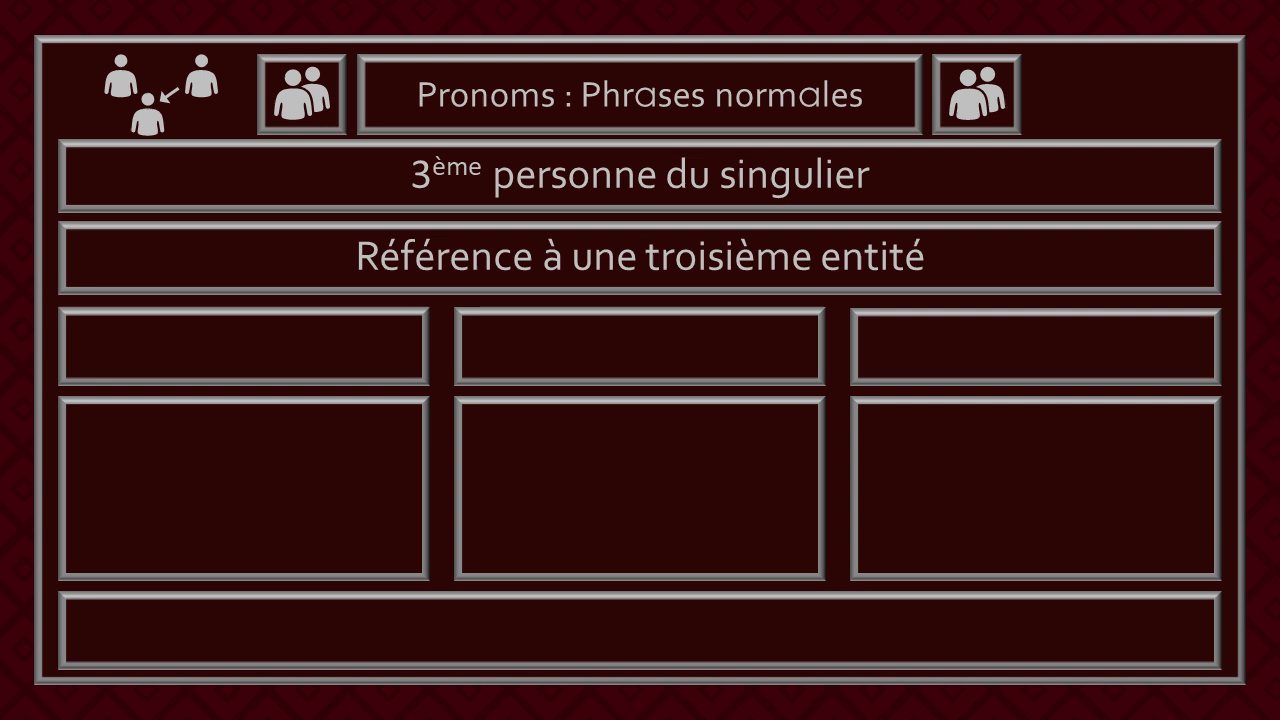 Pronoms : Phrases normales
3ème personne du singulier
Référence à une troisième entité